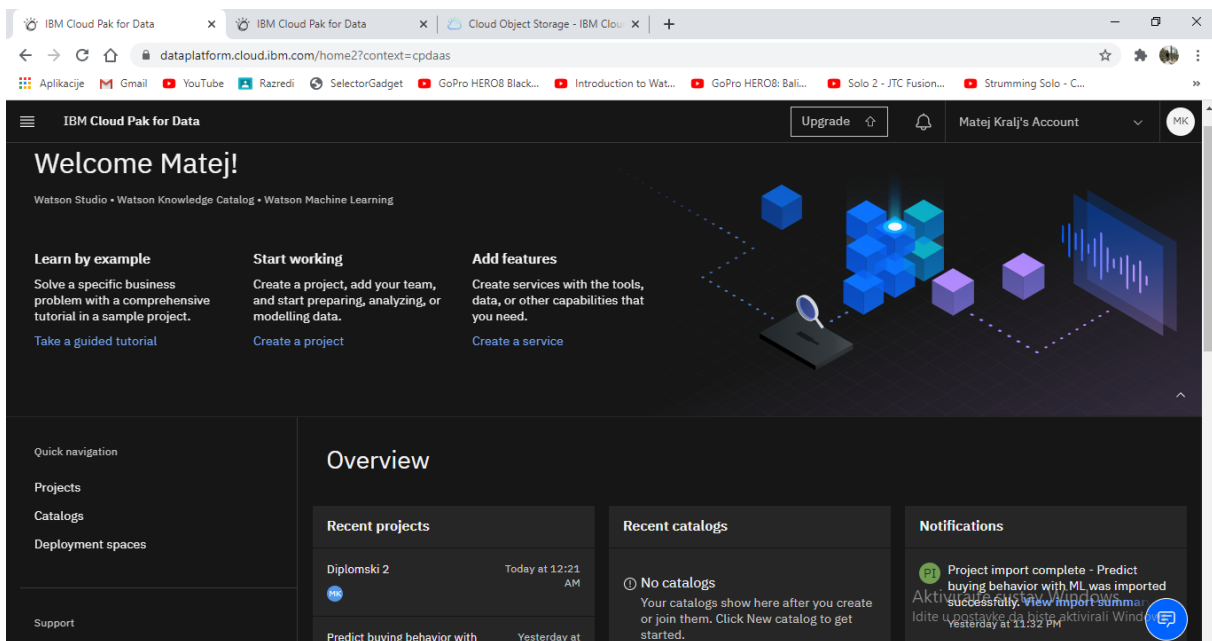 IBM Cloud Pak for Data
IBM Cloud Pak for Data
Cloud Object Storage - IBM Clou
dataplatform.cloud.ibm.com/home2?context=cpdaas
Aplikacije
Gmail
YouTube
Razredi
SelectorGadget
GoPro HERO8 Black...
Introduction to Wat...
GoPro HERO8: Bali...
Solo 2 - JTC Fusion...
Strumming Solo - C...
»
IBM Cloud Pak for Data
Upgrade
Matej Kralj's Account
MK
Welcome Matej!
Watson Studio • Watson Knowledge Catalog • Watson Machine Learning
Learn by example
Solve a specific business
problem with a comprehensive
tutorial in a sample project.
Take a guided tutorial
Start working
Create a project, add your team,
and start preparing, analyzing, or
modelling data.
Create a project
Add features
Create services with the tools,
data, or other capabilities that
you need.
Create a service
Quick navigation
Projects
Catalogs
Deployment spaces
Support
Overview
Recent projects
Diplomski 2
Today at 12:21
AM
MK
Predict buying behavior with
Yesterday at
Recent catalogs
No catalogs
Your catalogs show here after you create
or join them. Click New catalog to get
started.
Notifications
PI
Project import complete - Predict
buying behavior with ML was imported
successfully. View import summar
Yesterday at 11:32 PM
Aktivirajte sustav Windows
Idite u postavke da biste aktivirali Wind